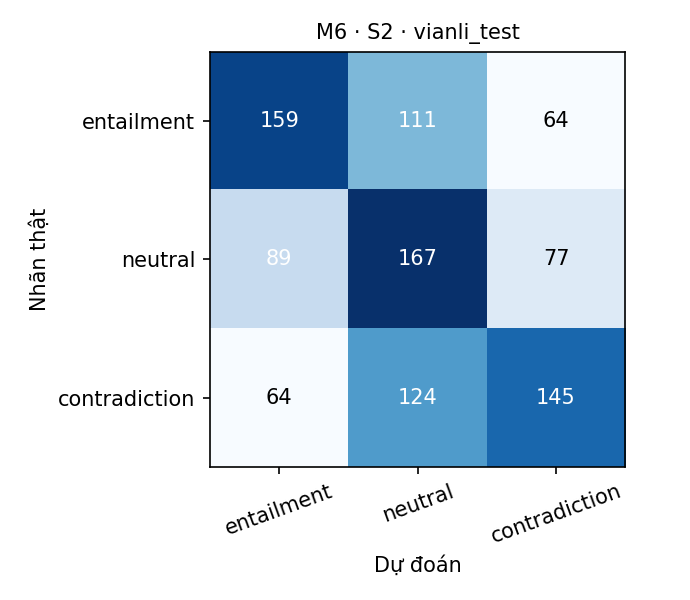 M6 · S2 · vianli_test
Nhãn thật
entailment 159 111 64
neutral 89 167 77
contradiction 64 124 145
entailment neutral contradiction
Dự đoán